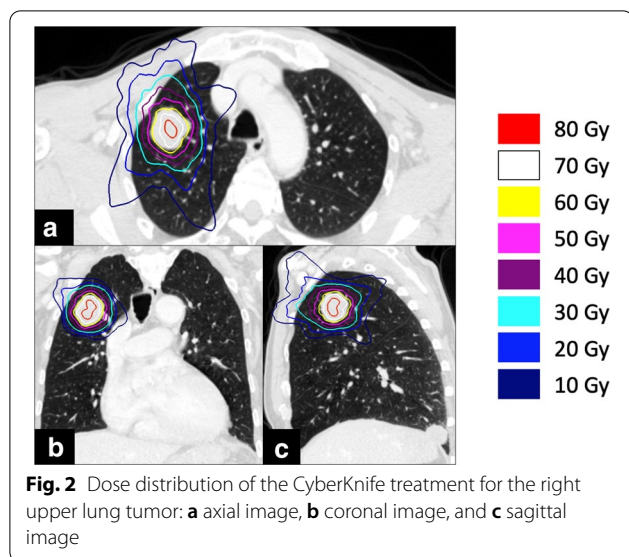 a
b
c
80 Gy
70 Gy
60 Gy
50 Gy
40 Gy
30 Gy
20 Gy
10 Gy
Fig. 2 Dose distribution of the CyberKnife treatment for the right
upper lung tumor: a axial image, b coronal image, and c sagittal
image